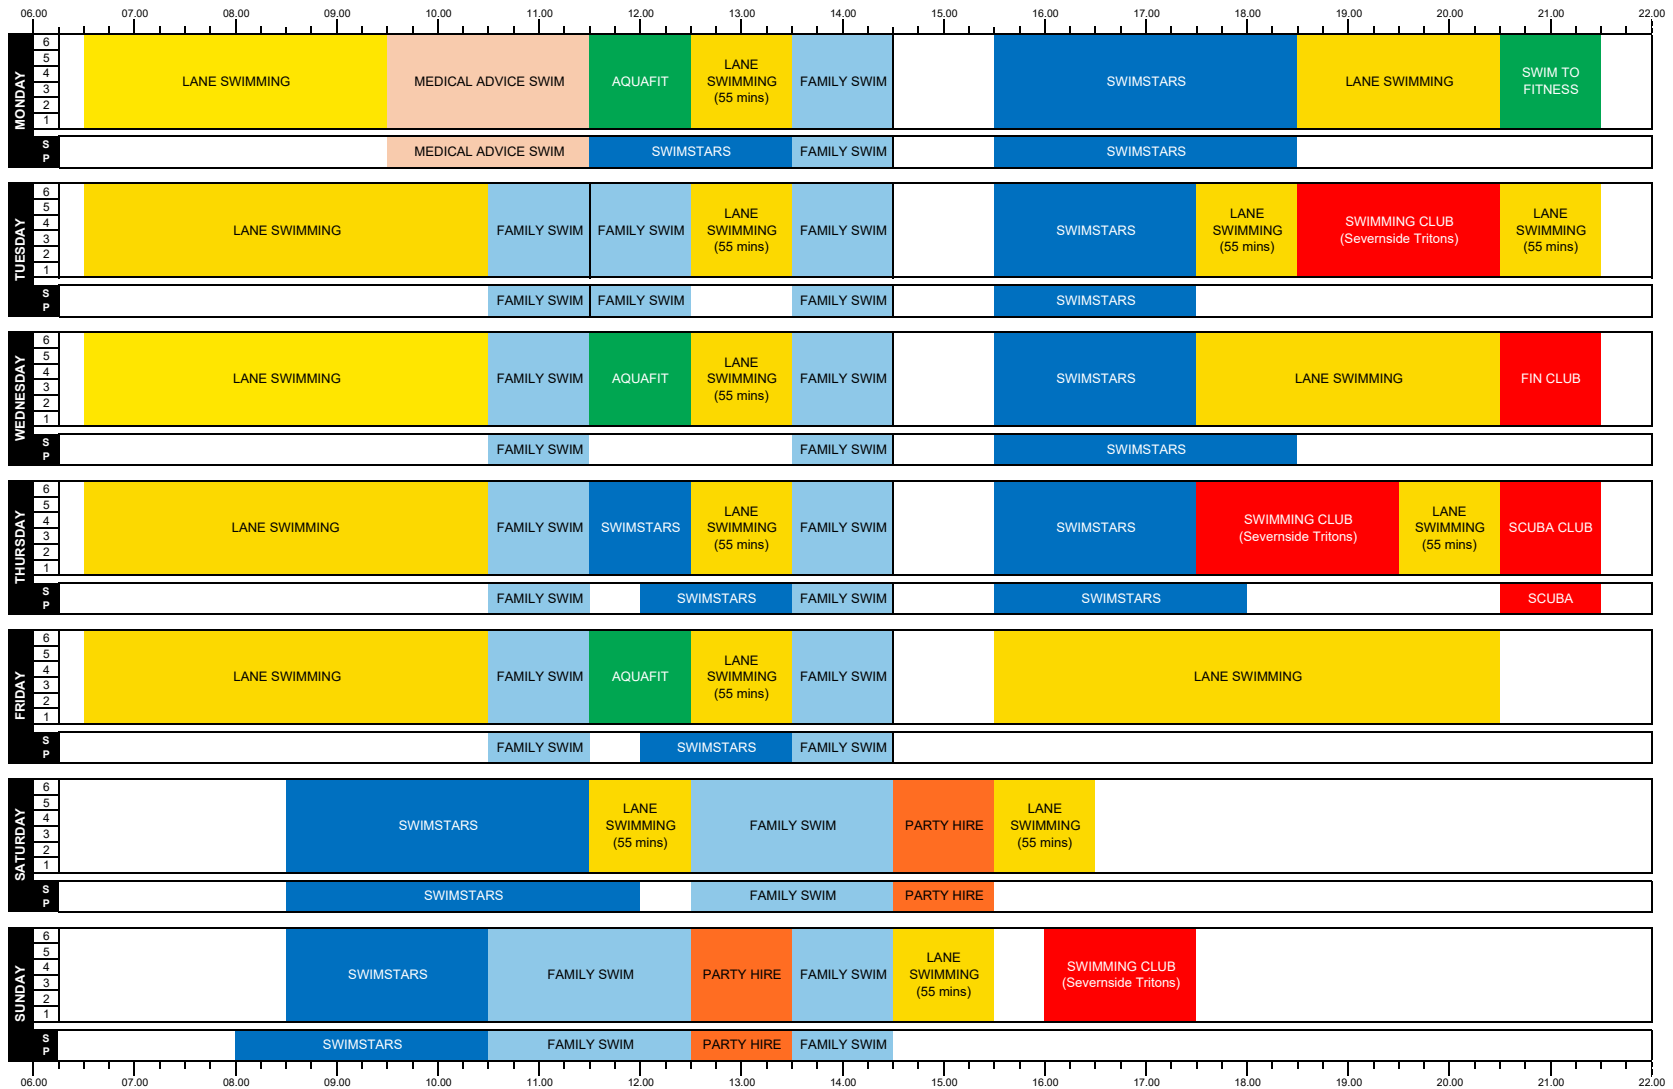 06.00 07.00 08.00 09.00 10.00 11.00 12.00 13.00 14.00 15.00 16.00 17.00 18.00 19.00 20.00 21.00 22.00
MONDAY
6
5
4
3
2
1
LANE SWIMMING
MEDICAL ADVICE SWIM
AQUAFIT
LANE
SWIMMING
(55 mins)
FAMILY SWIM
SWIMSTARS
LANE SWIMMING
SWIM TO
FITNESS
S
P
MEDICAL ADVICE SWIM
SWIMSTARS
FAMILY SWIM
SWIMSTARS
TUESDAY
6
5
4
3
2
1
LANE SWIMMING
FAMILY SWIM
FAMILY SWIM
LANE
SWIMMING
(55 mins)
FAMILY SWIM
SWIMSTARS
LANE
SWIMMING
(55 mins)
SWIMMING CLUB
(Severnside Tritons)
LANE
SWIMMING
(55 mins)
S
P
FAMILY SWIM
FAMILY SWIM
FAMILY SWIM
SWIMSTARS
WEDNESDAY
6
5
4
3
2
1
LANE SWIMMING
FAMILY SWIM
AQUAFIT
LANE
SWIMMING
(55 mins)
FAMILY SWIM
SWIMSTARS
LANE SWIMMING
FIN CLUB
S
P
FAMILY SWIM
FAMILY SWIM
SWIMSTARS
THURSDAY
6
5
4
3
2
1
LANE SWIMMING
FAMILY SWIM
SWIMSTARS
LANE
SWIMMING
(55 mins)
FAMILY SWIM
SWIMSTARS
SWIMMING CLUB
(Severnside Tritons)
LANE
SWIMMING
(55 mins)
SCUBA CLUB
S
P
FAMILY SWIM
SWIMSTARS
FAMILY SWIM
SWIMSTARS
SCUBA
FRIDAY
6
5
4
3
2
1
LANE SWIMMING
FAMILY SWIM
AQUAFIT
LANE
SWIMMING
(55 mins)
FAMILY SWIM
LANE SWIMMING
S
P
FAMILY SWIM
SWIMSTARS
FAMILY SWIM
SATURDAY
6
5
4
3
2
1
SWIMSTARS
LANE
SWIMMING
(55 mins)
FAMILY SWIM
PARTY HIRE
LANE
SWIMMING
(55 mins)
S
P
SWIMSTARS
FAMILY SWIM
PARTY HIRE
SUNDAY
6
5
4
3
2
1
SWIMSTARS
FAMILY SWIM
PARTY HIRE
FAMILY SWIM
LANE
SWIMMING
(55 mins)
SWIMMING CLUB
(Severnside Tritons)
S
P
SWIMSTARS
FAMILY SWIM
PARTY HIRE
FAMILY SWIM
06.00 07.00 08.00 09.00 10.00 11.00 12.00 13.00 14.00 15.00 16.00 17.00 18.00 19.00 20.00 21.00 22.00